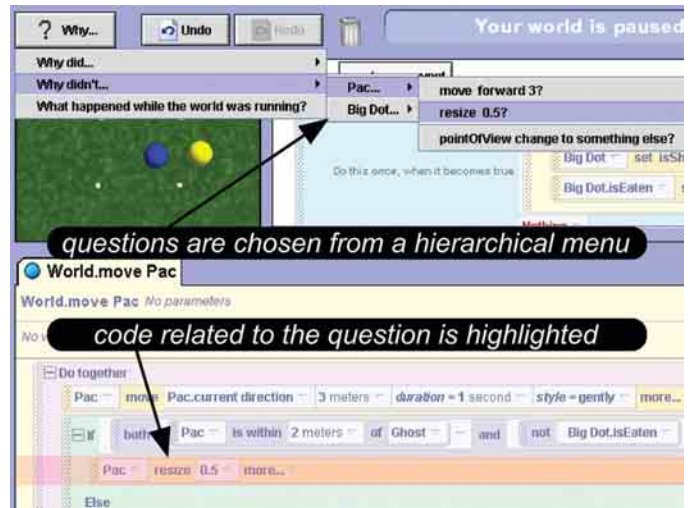 ? Why... Undo Redo Your world is paused
Why did...
Why didn't...
What happened while the world was running?
Pac...
Big Dot...
move forward 3?
resize 0.5?
pointOfView change to something else?
Do this once, when it becomes true
Big Dot set
Big Dot.isEaten
Nothing
questions are chosen from a hierarchical menu
World.move Pac
World.move Pac No parameters
code related to the question is highlighted
Do together
Pac move Pac.current direction 3 meters duration = 1 second style = gently more...
If both Pac is within 2 meters of Ghost and not Big Dot.isEaten
Pac resize 0.5 more...
Else